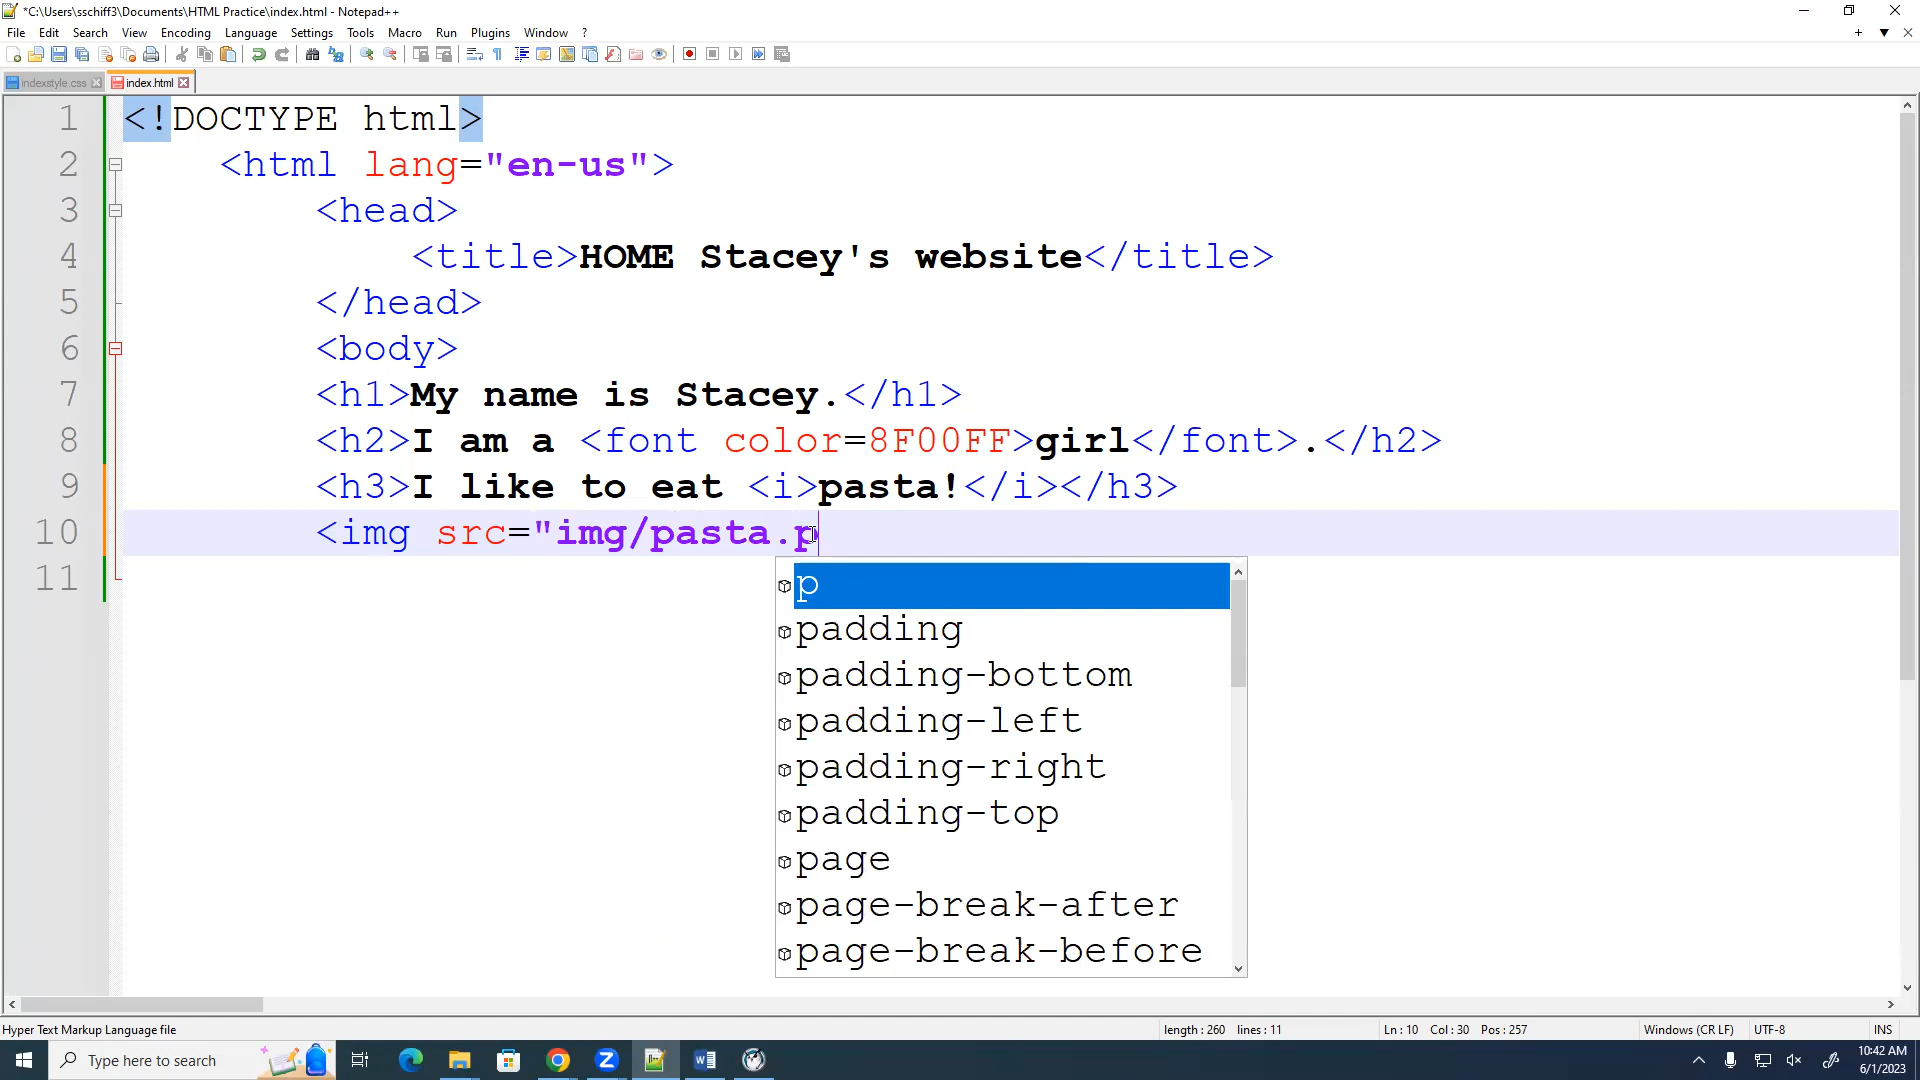 *C:\Users\sschiff3\Documents\HTML Practice\index.html - Notepad++
File Edit Search View Encoding Language Settings Tools Macro Run Plugins Window ?
indexstyle.css index.html
1 <!DOCTYPE html>
2 <html lang="en-us">
3 <head>
4 <title>HOME Stacey's website</title>
5 </head>
6 <body>
7 <h1>My name is Stacey.</h1>
8 <h2>I am a <font color=8F00FF>girl</font>.</h2>
9 <h3>I like to eat <i>pasta!</i></h3>
10 <img src="img/pasta.p
11
p
padding
padding-bottom
padding-left
padding-right
padding-top
page
page-break-after
page-break-before
Hyper Text Markup Language file length : 260 lines : 11 Ln : 10 Col : 30 Pos : 257 Windows (CR LF) UTF-8 INS
Type here to search
10:42 AM
6/1/2023